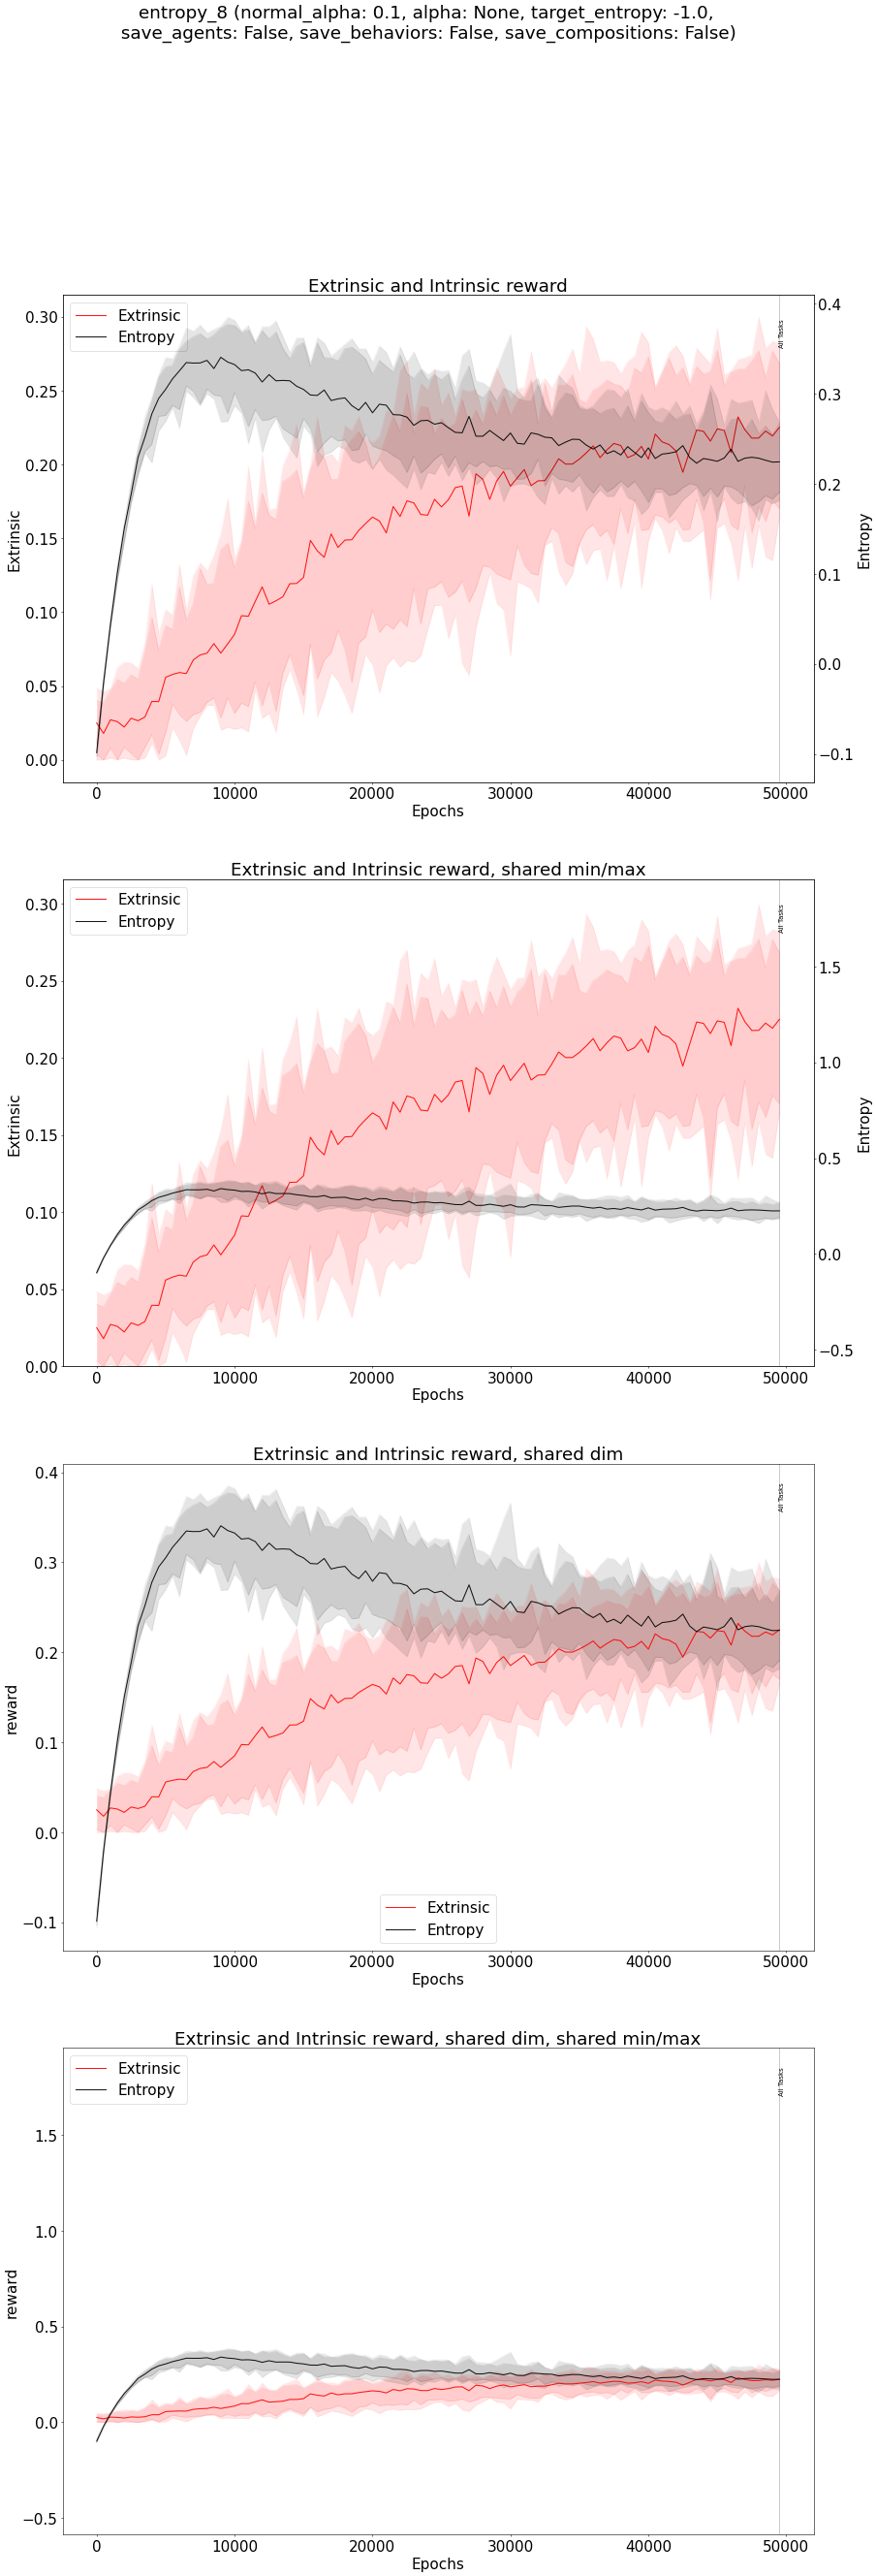 entropy_8 (normal_alpha: 0.1, alpha: None, target_entropy: -1.0,
save_agents: False, save_behaviors: False, save_compositions: False)
Extrinsic and Intrinsic reward
Extrinsic
Entropy
All Tasks
0.30
0.25
0.20
0.15
0.10
0.05
0.00
Extrinsic
0.4
0.3
0.2
0.1
0.0
−0.1
Entropy
0 10000 20000 30000 40000 50000
Epochs
Extrinsic and Intrinsic reward, shared min/max
Extrinsic
Entropy
All Tasks
0.30
0.25
0.20
0.15
0.10
0.05
0.00
Extrinsic
1.5
1.0
0.5
0.0
−0.5
Entropy
0 10000 20000 30000 40000 50000
Epochs
Extrinsic and Intrinsic reward, shared dim
All Tasks
0.4
0.3
0.2
0.1
0.0
−0.1
reward
Extrinsic
Entropy
0 10000 20000 30000 40000 50000
Epochs
Extrinsic and Intrinsic reward, shared dim, shared min/max
Extrinsic
Entropy
All Tasks
1.5
1.0
0.5
0.0
−0.5
reward
0 10000 20000 30000 40000 50000
Epochs